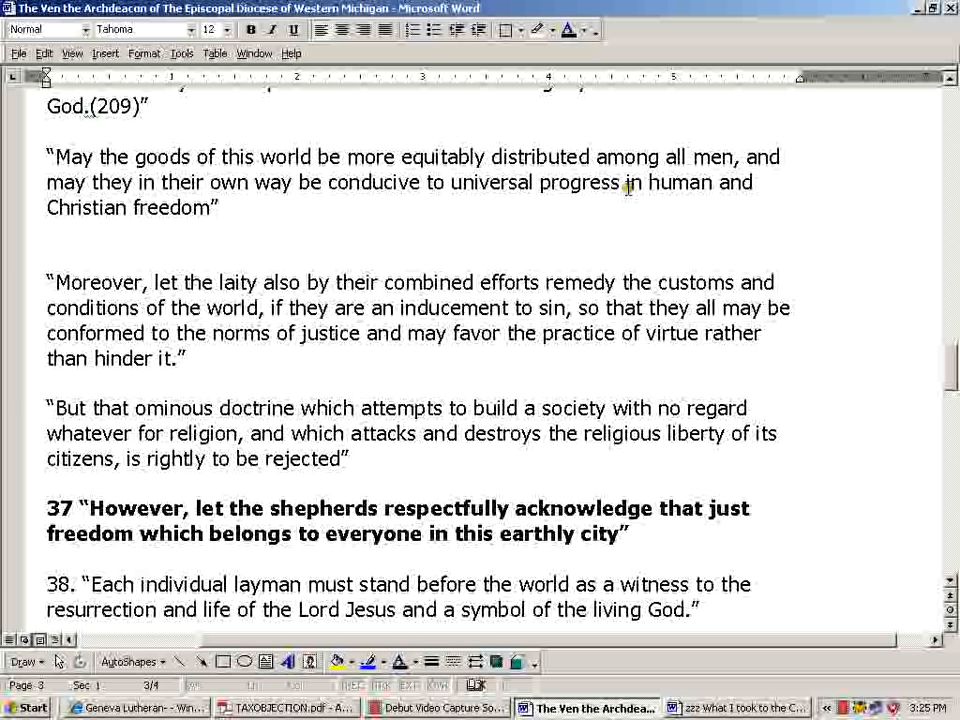 The Ven the Archdeacon of The Episcopal Diocese of Western Michigan - Microsoft Word
Normal Tahoma 12 B I U
File Edit View Insert Format Tools Table Window Help
1 2 3 4 5
God.(209)”
“May the goods of this world be more equitably distributed among all men, and
may they in their own way be conducive to universal progress in human and
Christian freedom”
“Moreover, let the laity also by their combined efforts remedy the customs and
conditions of the world, if they are an inducement to sin, so that they all may be
conformed to the norms of justice and may favor the practice of virtue rather
than hinder it.”
“But that ominous doctrine which attempts to build a society with no regard
whatever for religion, and which attacks and destroys the religious liberty of its
citizens, is rightly to be rejected”
37 “However, let the shepherds respectfully acknowledge that just
freedom which belongs to everyone in this earthly city”
38. “Each individual layman must stand before the world as a witness to the
resurrection and life of the Lord Jesus and a symbol of the living God.”
Draw AutoShapes
Page 3 Sec 1 3/4
Start Geneva Lutheran- - Win... TAXOBJECTION.pdf - A... Debut Video Capture So... The Ven the Archdea... zzz What I took to the C... « 3:25 PM